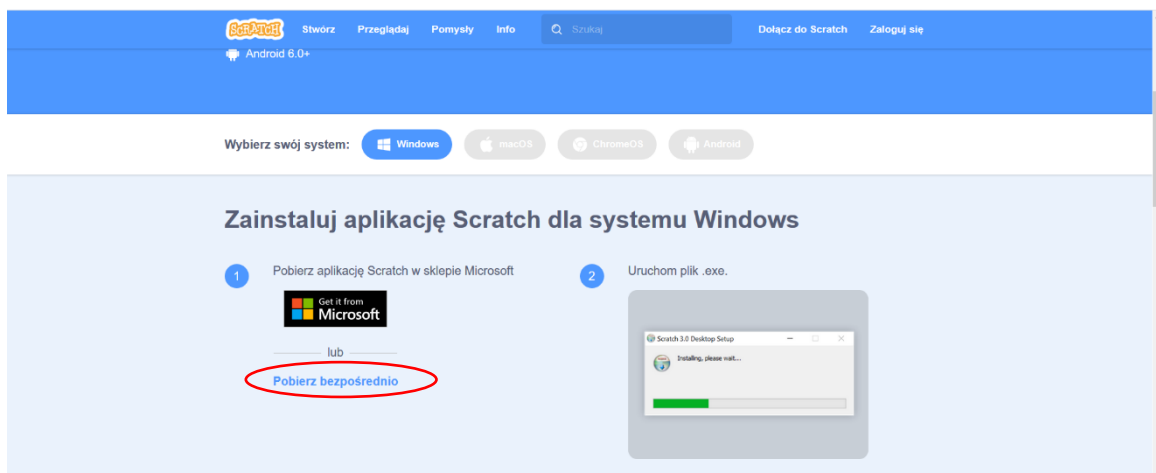 SCRATCH Stwórz Przeglądaj Pomysły Info Szukaj Dołącz do Scratch Zaloguj się
Android 6.0+
Wybierz swój system: Windows macOS ChromeOS Android
Zainstaluj aplikację Scratch dla systemu Windows
1 Pobierz aplikację Scratch w sklepie Microsoft
Get it from
Microsoft
lub
Pobierz bezpośrednio
2 Uruchom plik .exe.
Scratch 3.0 Desktop Setup
Installing, please wait...